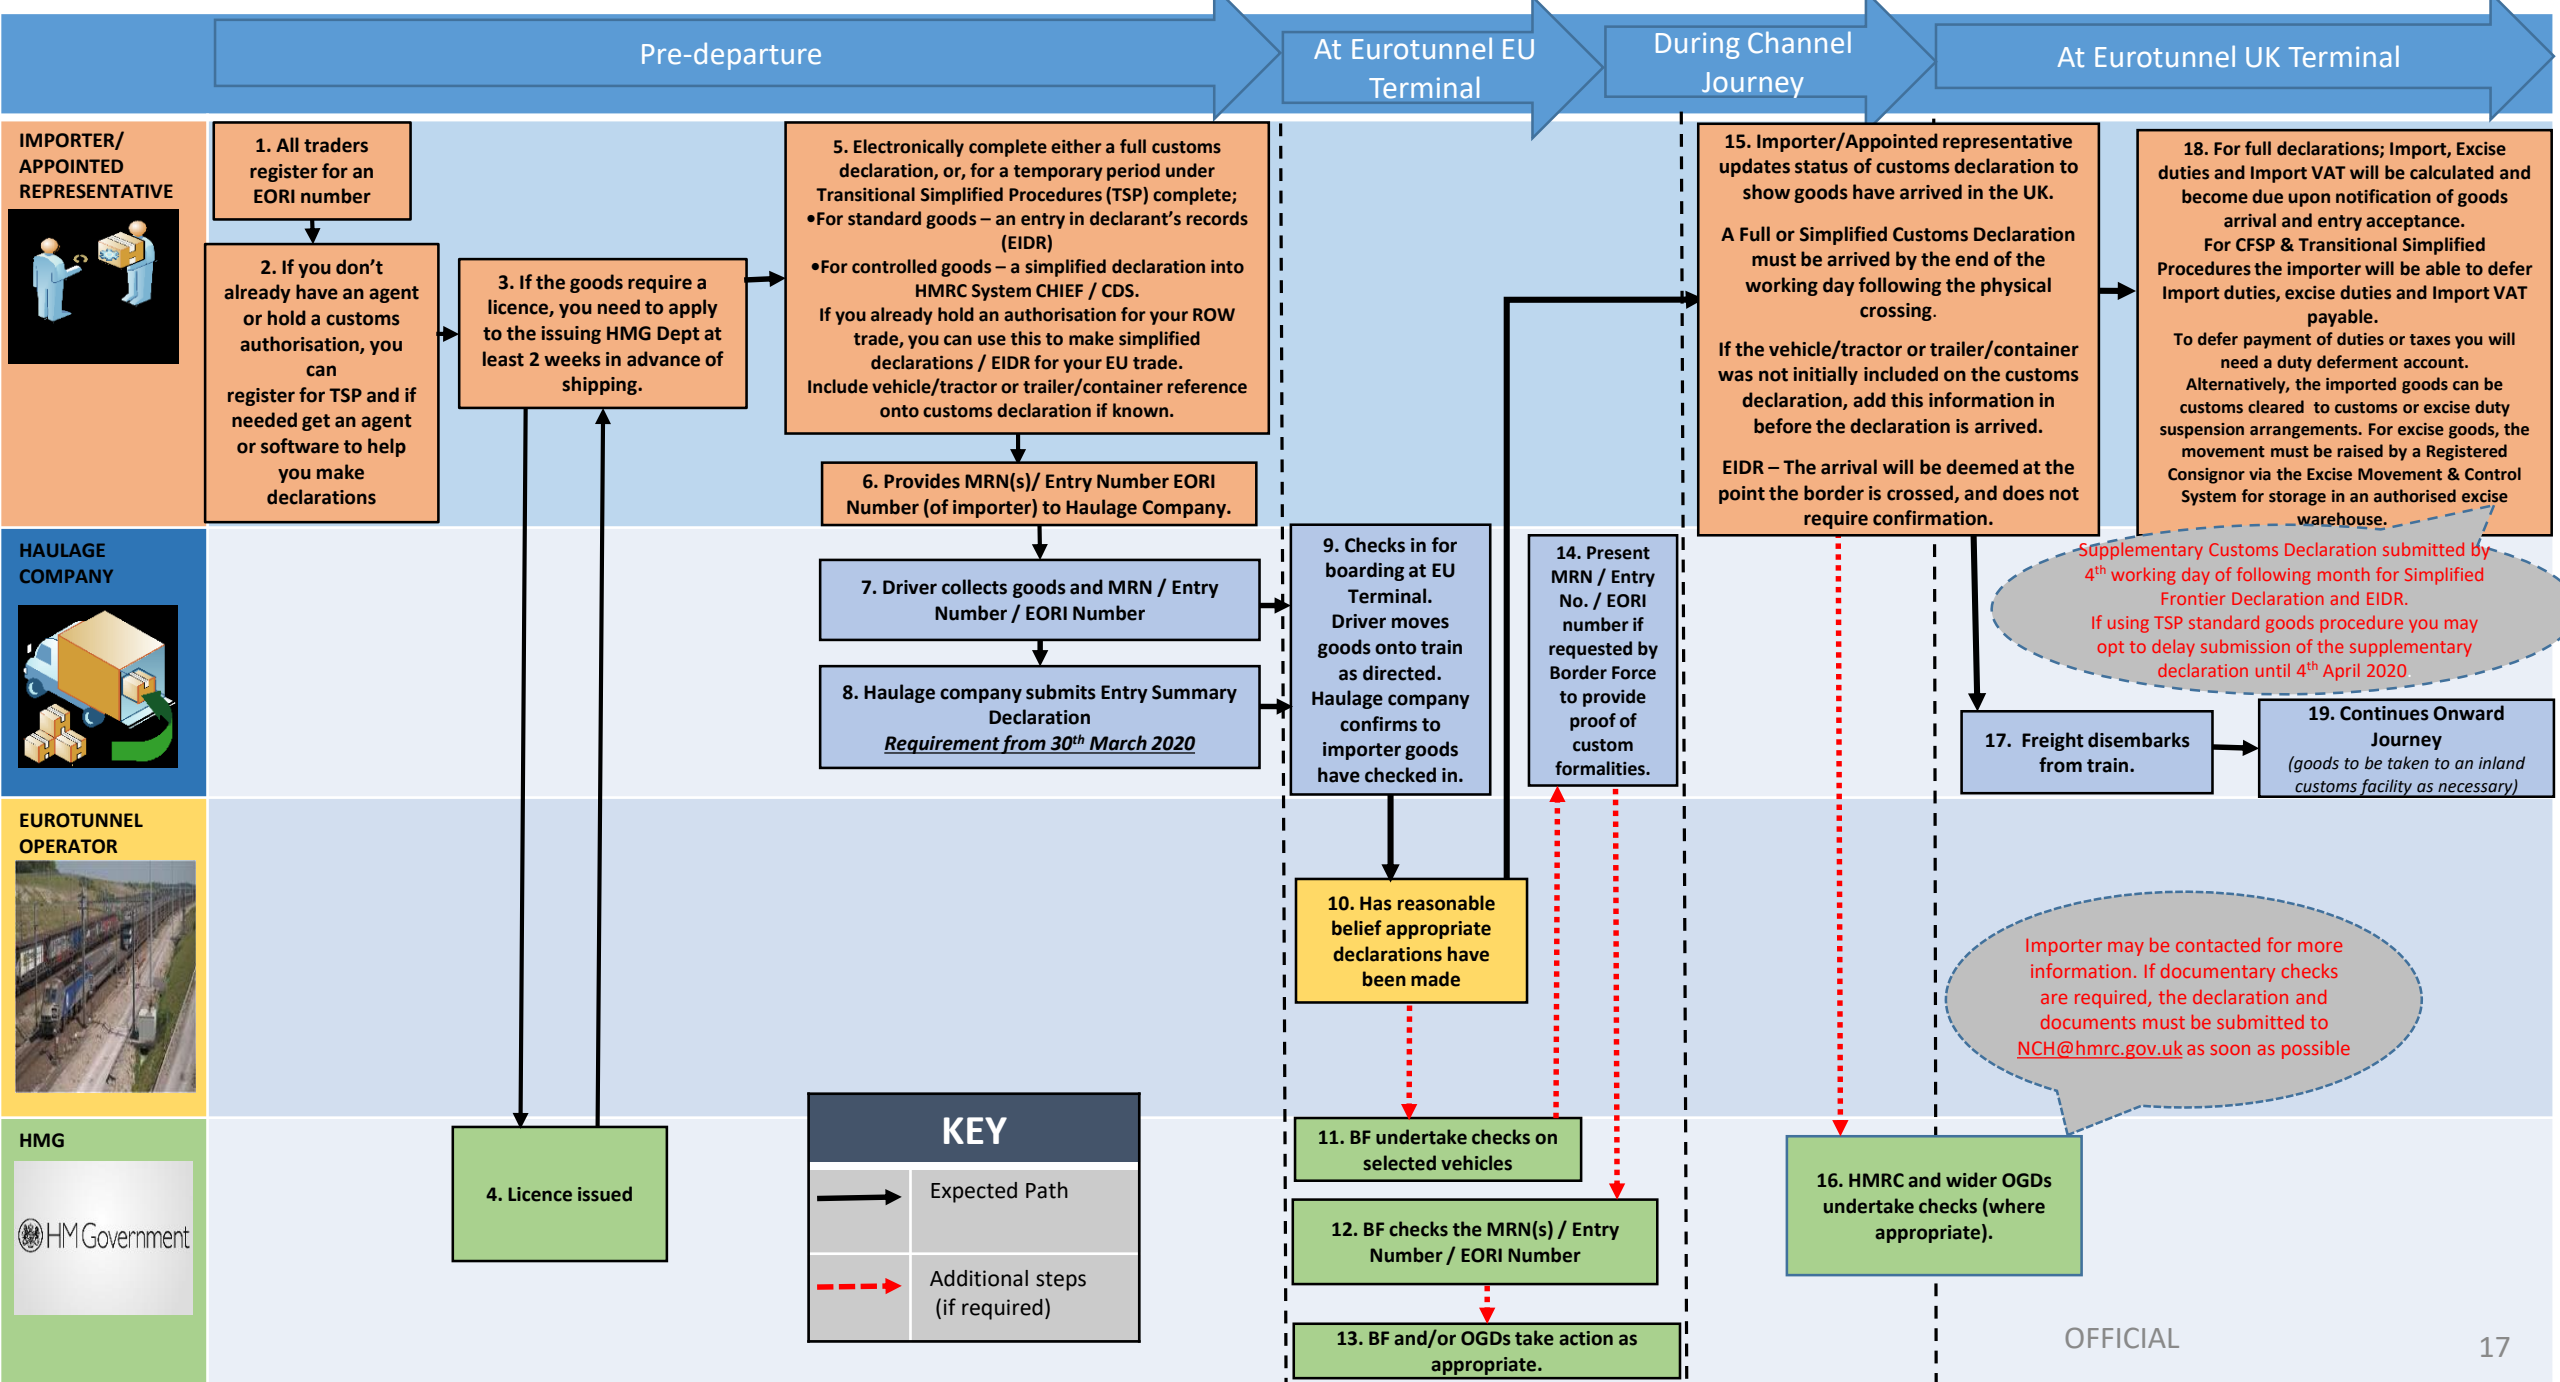 Pre-departure
At Eurotunnel EU
Terminal
During Channel
Journey
At Eurotunnel UK Terminal
IMPORTER/
APPOINTED
REPRESENTATIVE
1. All traders
register for an
EORI number
2. If you don’t
already have an agent
or hold a customs
authorisation, you
can
register for TSP and if
needed get an agent
or software to help
you make
declarations
3. If the goods require a
licence, you need to apply
to the issuing HMG Dept at
least 2 weeks in advance of
shipping.
5. Electronically complete either a full customs
declaration, or, for a temporary period under
Transitional Simplified Procedures (TSP) complete;
•For standard goods – an entry in declarant’s records
(EIDR)
•For controlled goods – a simplified declaration into
HMRC System CHIEF / CDS.
If you already hold an authorisation for your ROW
trade, you can use this to make simplified
declarations / EIDR for your EU trade.
Include vehicle/tractor or trailer/container reference
onto customs declaration if known.
6. Provides MRN(s)/ Entry Number EORI
Number (of importer) to Haulage Company.
15. Importer/Appointed representative
updates status of customs declaration to
show goods have arrived in the UK.
A Full or Simplified Customs Declaration
must be arrived by the end of the
working day following the physical
crossing.
If the vehicle/tractor or trailer/container
was not initially included on the customs
declaration, add this information in
before the declaration is arrived.
EIDR – The arrival will be deemed at the
point the border is crossed, and does not
require confirmation.
18. For full declarations; Import, Excise
duties and Import VAT will be calculated and
become due upon notification of goods
arrival and entry acceptance.
For CFSP & Transitional Simplified
Procedures the importer will be able to defer
Import duties, excise duties and Import VAT
payable.
To defer payment of duties or taxes you will
need a duty deferment account.
Alternatively, the imported goods can be
customs cleared to customs or excise duty
suspension arrangements. For excise goods, the
movement must be raised by a Registered
Consignor via the Excise Movement & Control
System for storage in an authorised excise
warehouse.
HAULAGE
COMPANY
7. Driver collects goods and MRN / Entry
Number / EORI Number
8. Haulage company submits Entry Summary
Declaration
Requirement from 30th March 2020
9. Checks in for
boarding at EU
Terminal.
Driver moves
goods onto train
as directed.
Haulage company
confirms to
importer goods
have checked in.
14. Present
MRN / Entry
No. / EORI
number if
requested by
Border Force
to provide
proof of
custom
formalities.
Supplementary Customs Declaration submitted by
4th working day of following month for Simplified
Frontier Declaration and EIDR.
If using TSP standard goods procedure you may
opt to delay submission of the supplementary
declaration until 4th April 2020.
17. Freight disembarks
from train.
19. Continues Onward
Journey
(goods to be taken to an inland
customs facility as necessary)
EUROTUNNEL
OPERATOR
10. Has reasonable
belief appropriate
declarations have
been made
Importer may be contacted for more
information. If documentary checks
are required, the declaration and
documents must be submitted to
NCH@hmrc.gov.uk as soon as possible
HMG
HM Government
4. Licence issued
KEY
Expected Path
Additional steps
(if required)
11. BF undertake checks on
selected vehicles
12. BF checks the MRN(s) / Entry
Number / EORI Number
13. BF and/or OGDs take action as
appropriate.
16. HMRC and wider OGDs
undertake checks (where
appropriate).
OFFICIAL
17